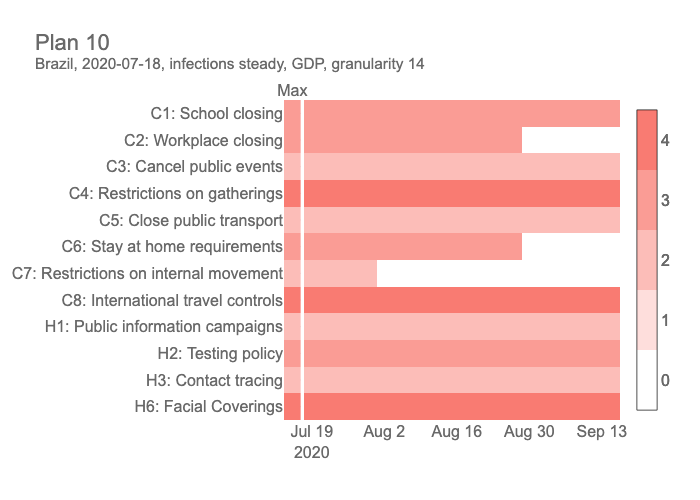 Plan 10
Brazil, 2020-07-18, infections steady, GDP, granularity 14
Max
C1: School closing
C2: Workplace closing
C3: Cancel public events
C4: Restrictions on gatherings
C5: Close public transport
C6: Stay at home requirements
C7: Restrictions on internal movement
C8: International travel controls
H1: Public information campaigns
H2: Testing policy
H3: Contact tracing
H6: Facial Coverings
Jul 19 Aug 2 Aug 16 Aug 30 Sep 13
2020
4
3
2
1
0